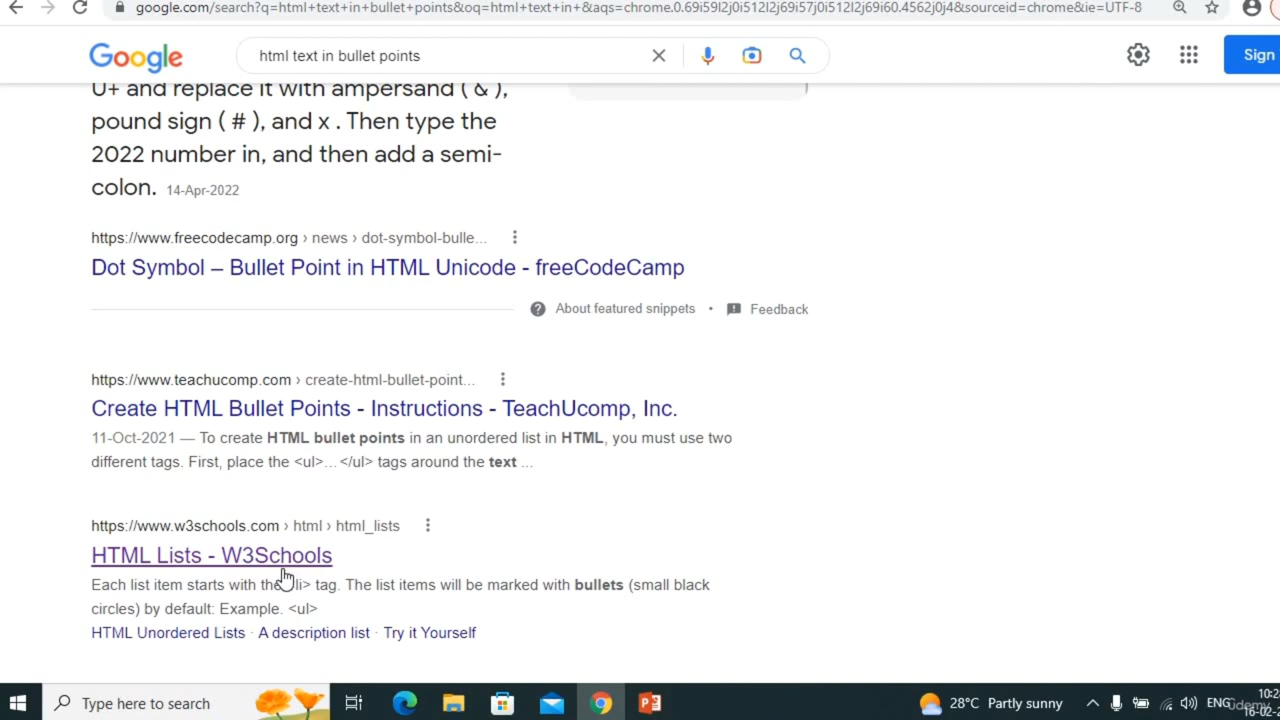 google.com/search?q=html+text+in+bullet+points&oq=html+text+in+&aqs=chrome.0.69i59l2j0i512l2j69i57j0i512l2j69i60.4562j0j4&sourceid=chrome&ie=UTF-8
Google
html text in bullet points
Sign
U+ and replace it with ampersand ( & ),
pound sign ( # ), and x . Then type the
2022 number in, and then add a semi-
colon. 14-Apr-2022
https://www.freecodecamp.org › news › dot-symbol-bulle...
Dot Symbol – Bullet Point in HTML Unicode - freeCodeCamp
About featured snippets • Feedback
https://www.teachucomp.com › create-html-bullet-point...
Create HTML Bullet Points - Instructions - TeachUcomp, Inc.
11-Oct-2021 — To create HTML bullet points in an unordered list in HTML, you must use two
different tags. First, place the <ul>... </ul> tags around the text ...
https://www.w3schools.com › html › html_lists
HTML Lists - W3Schools
Each list item starts with the <li> tag. The list items will be marked with bullets (small black
circles) by default: Example. <ul>
HTML Unordered Lists · A description list · Try it Yourself
Type here to search
28°C Partly sunny
ENG
10:2
16-02-2
Udemy